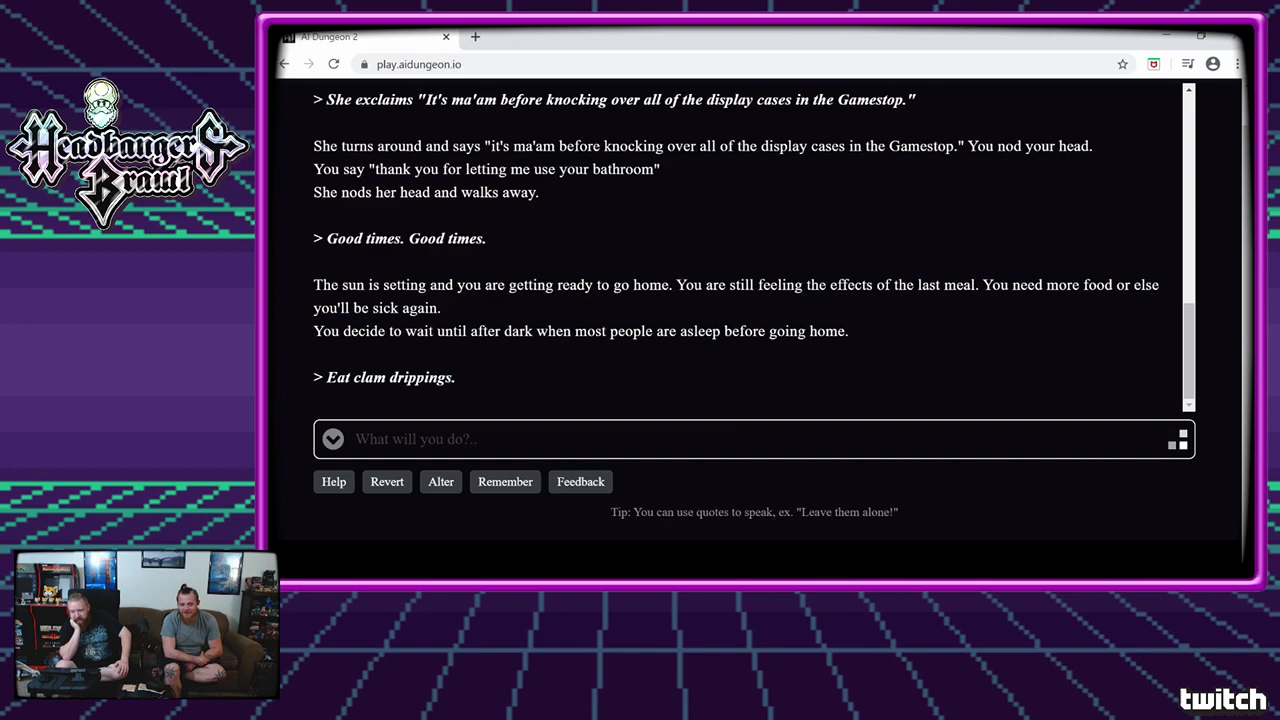 AI Dungeon 2
play.aidungeon.io
> She exclaims "It's ma'am before knocking over all of the display cases in the Gamestop."
She turns around and says "it's ma'am before knocking over all of the display cases in the Gamestop." You nod your head.
You say "thank you for letting me use your bathroom"
She nods her head and walks away.
> Good times. Good times.
The sun is setting and you are getting ready to go home. You are still feeling the effects of the last meal. You need more food or else
you'll be sick again.
You decide to wait until after dark when most people are asleep before going home.
> Eat clam drippings.
What will you do?..
Help Revert Alter Remember Feedback
Tip: You can use quotes to speak, ex. "Leave them alone!"
Headbangers
Brawl
twitch